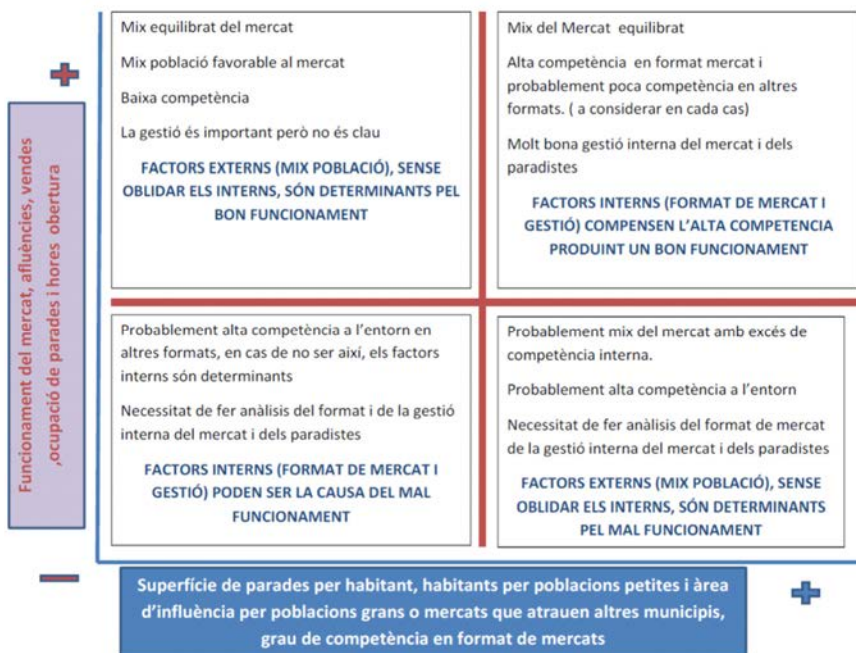 Funcionament del mercat, afluències, vendes
,ocupació de parades i hores obertura
Mix equilibrat del mercat
Mix població favorable al mercat
Baixa competència
La gestió és important però no és clau
FACTORS EXTERNS (MIX POBLACIÓ), SENSE
OBLIDAR ELS INTERNS, SÓN DETERMINANTS PEL
BON FUNCIONAMENT
Mix del Mercat equilibrat
Alta competència en format mercat i
probablement poca competència en altres
formats. ( a considerar en cada cas)
Molt bona gestió interna del mercat i dels
paradistes
FACTORS INTERNS (FORMAT DE MERCAT I
GESTIÓ) COMPENSEN L'ALTA COMPETENCIA
PRODUINT UN BON FUNCIONAMENT
Probablement alta competència a l'entorn en
altres formats, en cas de no ser així, els factors
interns són determinants
Necessitat de fer anàlisis del format i de la gestió
interna del mercat i dels paradistes
FACTORS INTERNS (FORMAT DE MERCAT I
GESTIÓ) PODEN SER LA CAUSA DEL MAL
FUNCIONAMENT
Probablement mix del mercat amb excés de
competència interna.
Probablement alta competència a l'entorn
Necessitat de fer anàlisis del format de mercat
de la gestió interna del mercat i dels paradistes
FACTORS EXTERNS (MIX POBLACIÓ), SENSE
OBLIDAR ELS INTERNS, SÓN DETERMINANTS
PEL MAL FUNCIONAMENT
Superfície de parades per habitant, habitants per poblacions petites i àrea
d'influència per poblacions grans o mercats que atrauen altres municipis,
grau de competència en format de mercats